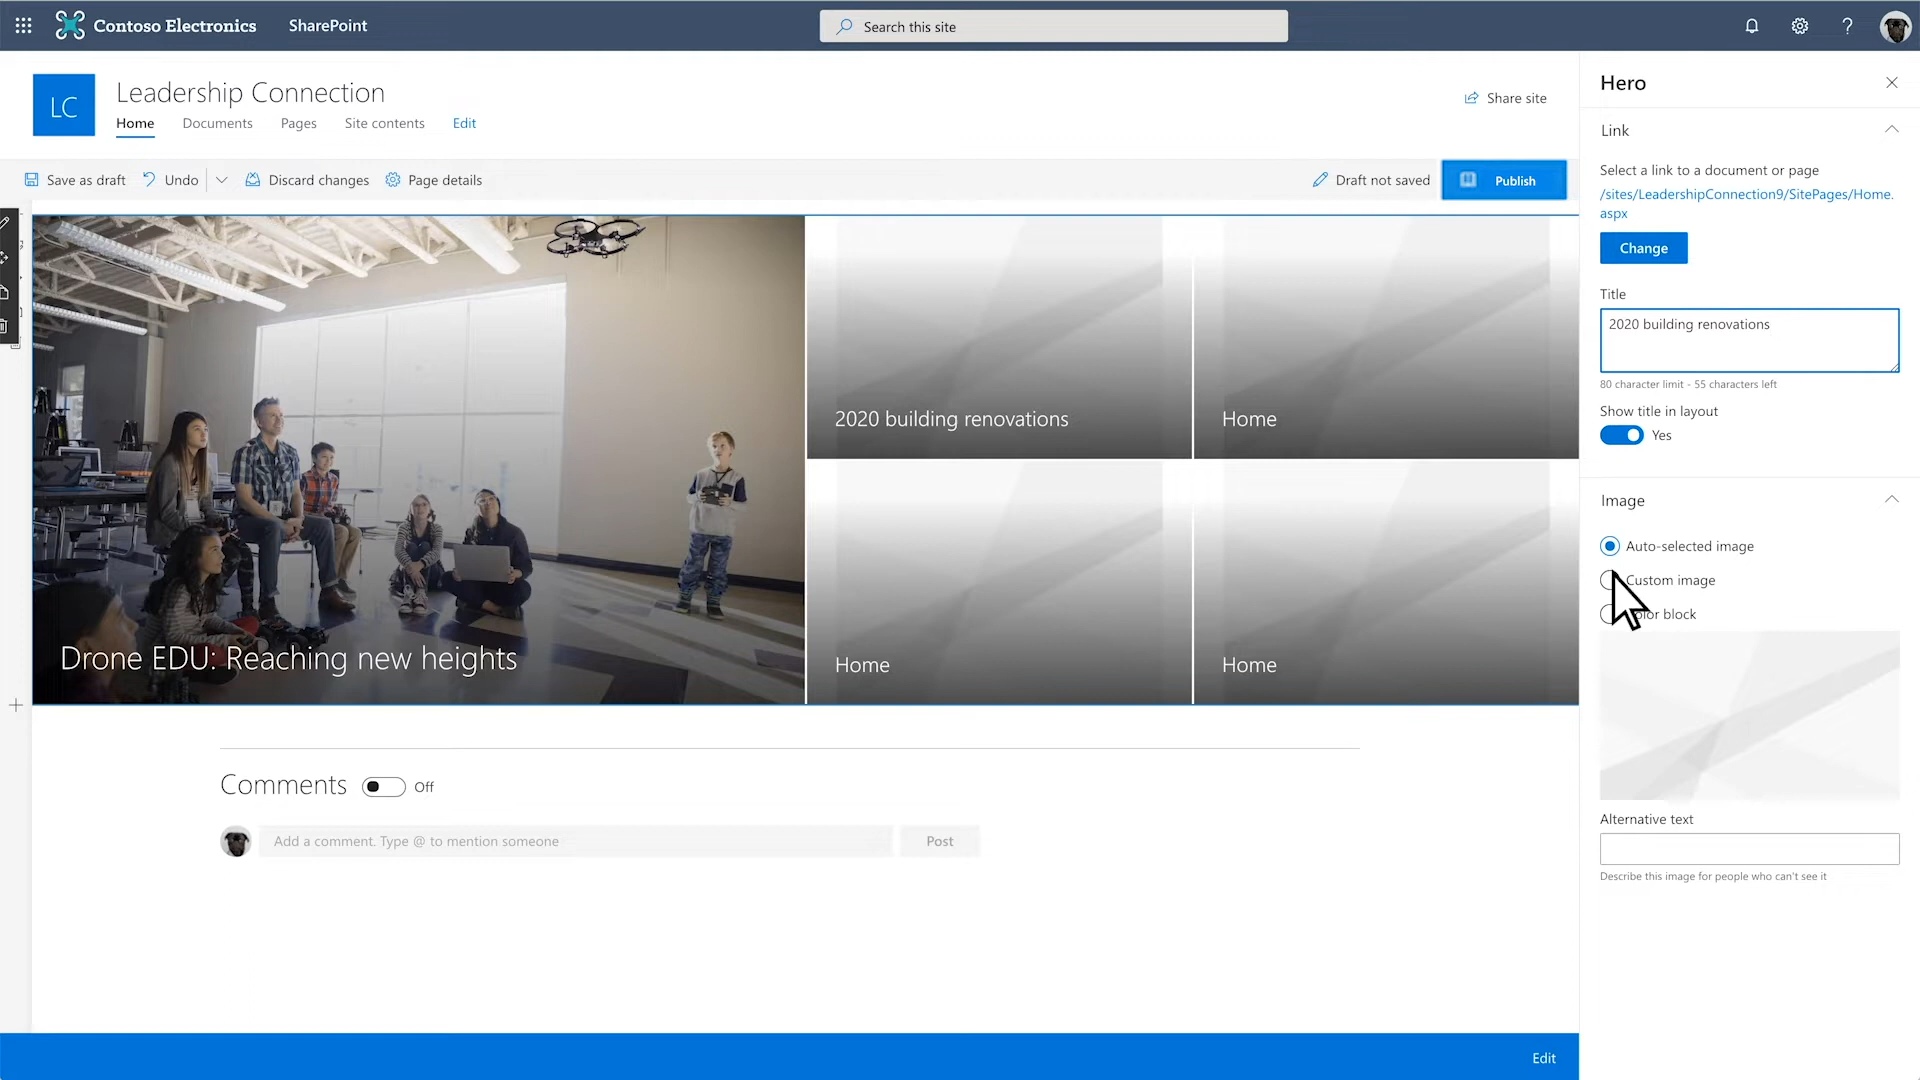 Contoso Electronics
SharePoint
Search this site
LC
Leadership Connection
Home
Documents
Pages
Site contents
Edit
Share site
Save as draft
Undo
Discard changes
Page details
Draft not saved
Publish
Drone EDU: Reaching new heights
2020 building renovations
Home
Home
Home
Comments
Off
Add a comment. Type @ to mention someone
Post
Edit
Hero
Link
Select a link to a document or page
/sites/LeadershipConnection9/SitePages/Home.
aspx
Change
Title
2020 building renovations
80 character limit - 55 characters left
Show title in layout
Yes
Image
Auto-selected image
Custom image
block
Alternative text
Describe this image for people who can't see it